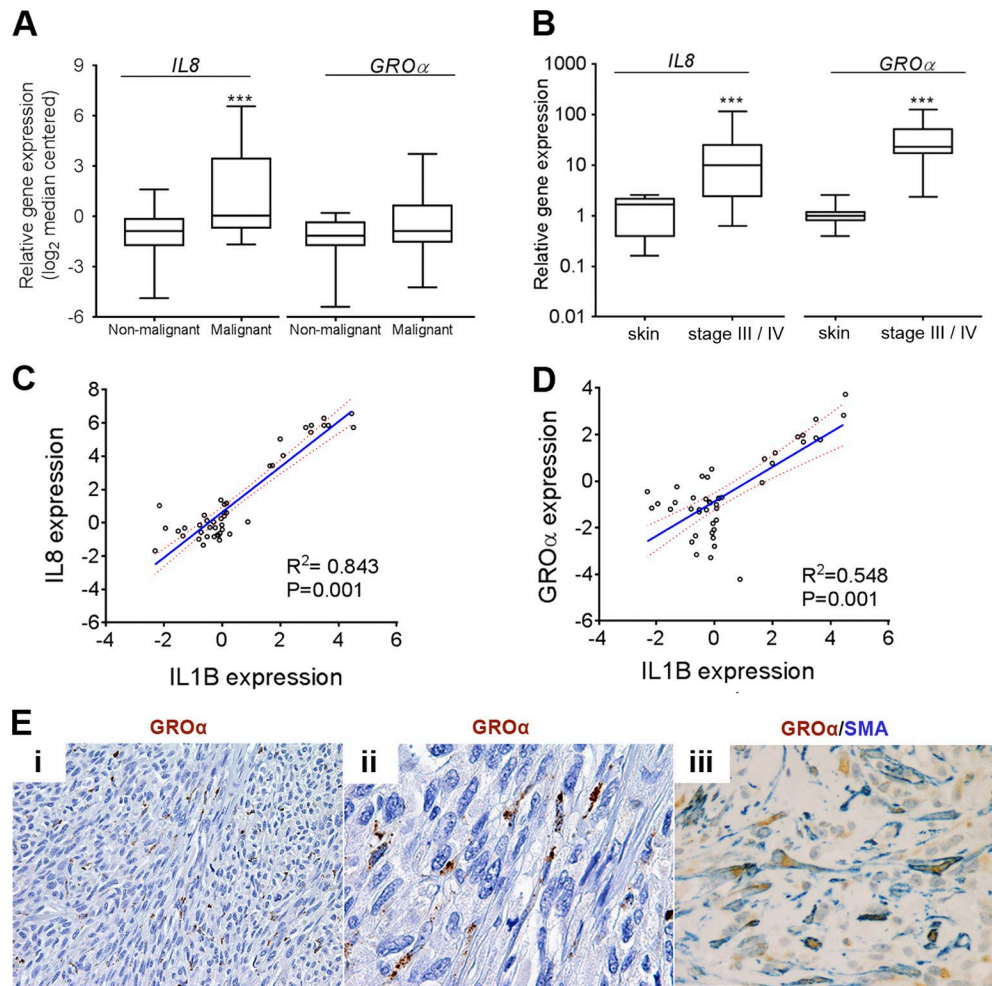 A
IL8
GROα
Relative gene expression
(log2 median centered)
9
6
3
0
-3
-6
***
Non-malignant
Malignant
Non-malignant
Malignant
B
IL8
GROα
Relative gene expression
1000
100
10
1
0.1
0.01
***
***
skin
stage III / IV
skin
stage III / IV
C
IL8 expression
8
6
4
2
0
-2
-4
-6
R2= 0.843
P=0.001
-4
-2
0
2
4
6
IL1B expression
D
GROα expression
4
2
0
-2
-4
-6
R2=0.548
P=0.001
-4
-2
0
2
4
6
IL1B expression
E
GROα
GROα
GROα/SMA
i
ii
iii